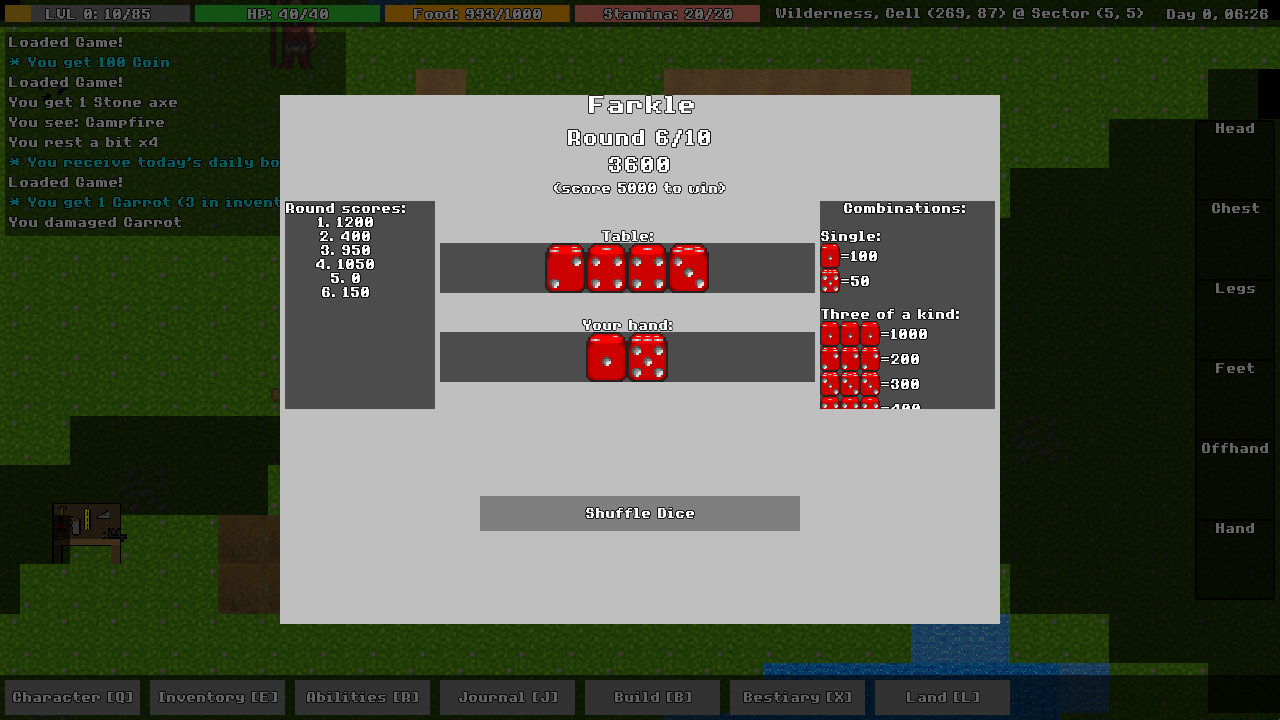 LVL 0: 10/85
HP: 40/40
Food: 993/1000
Stamina: 20/20
Wilderness, Cell (269, 87) @ Sector (5, 5)
Day 0, 06:26
Loaded Game!
* You get 100 Coin
Loaded Game!
You get 1 Stone axe
You see: Campfire
You rest a bit x4
* You receive today's daily bo
Loaded Game!
* You get 1 Carrot (3 in invent
You damaged Carrot
Farkle
Round 6/10
3600
(score 5000 to win)
Round scores:
1. 1200
2. 400
3. 950
4. 1050
5. 0
6. 150
Table:
Your hand:
Combinations:
Single:
=100
=50
Three of a kind:
=1000
=200
=300
=400
Shuffle Dice
Head
Chest
Legs
Feet
Offhand
Hand
Character [Q]
Inventory [E]
Abilities [R]
Journal [J]
Build [B]
Bestiary [X]
Land [L]